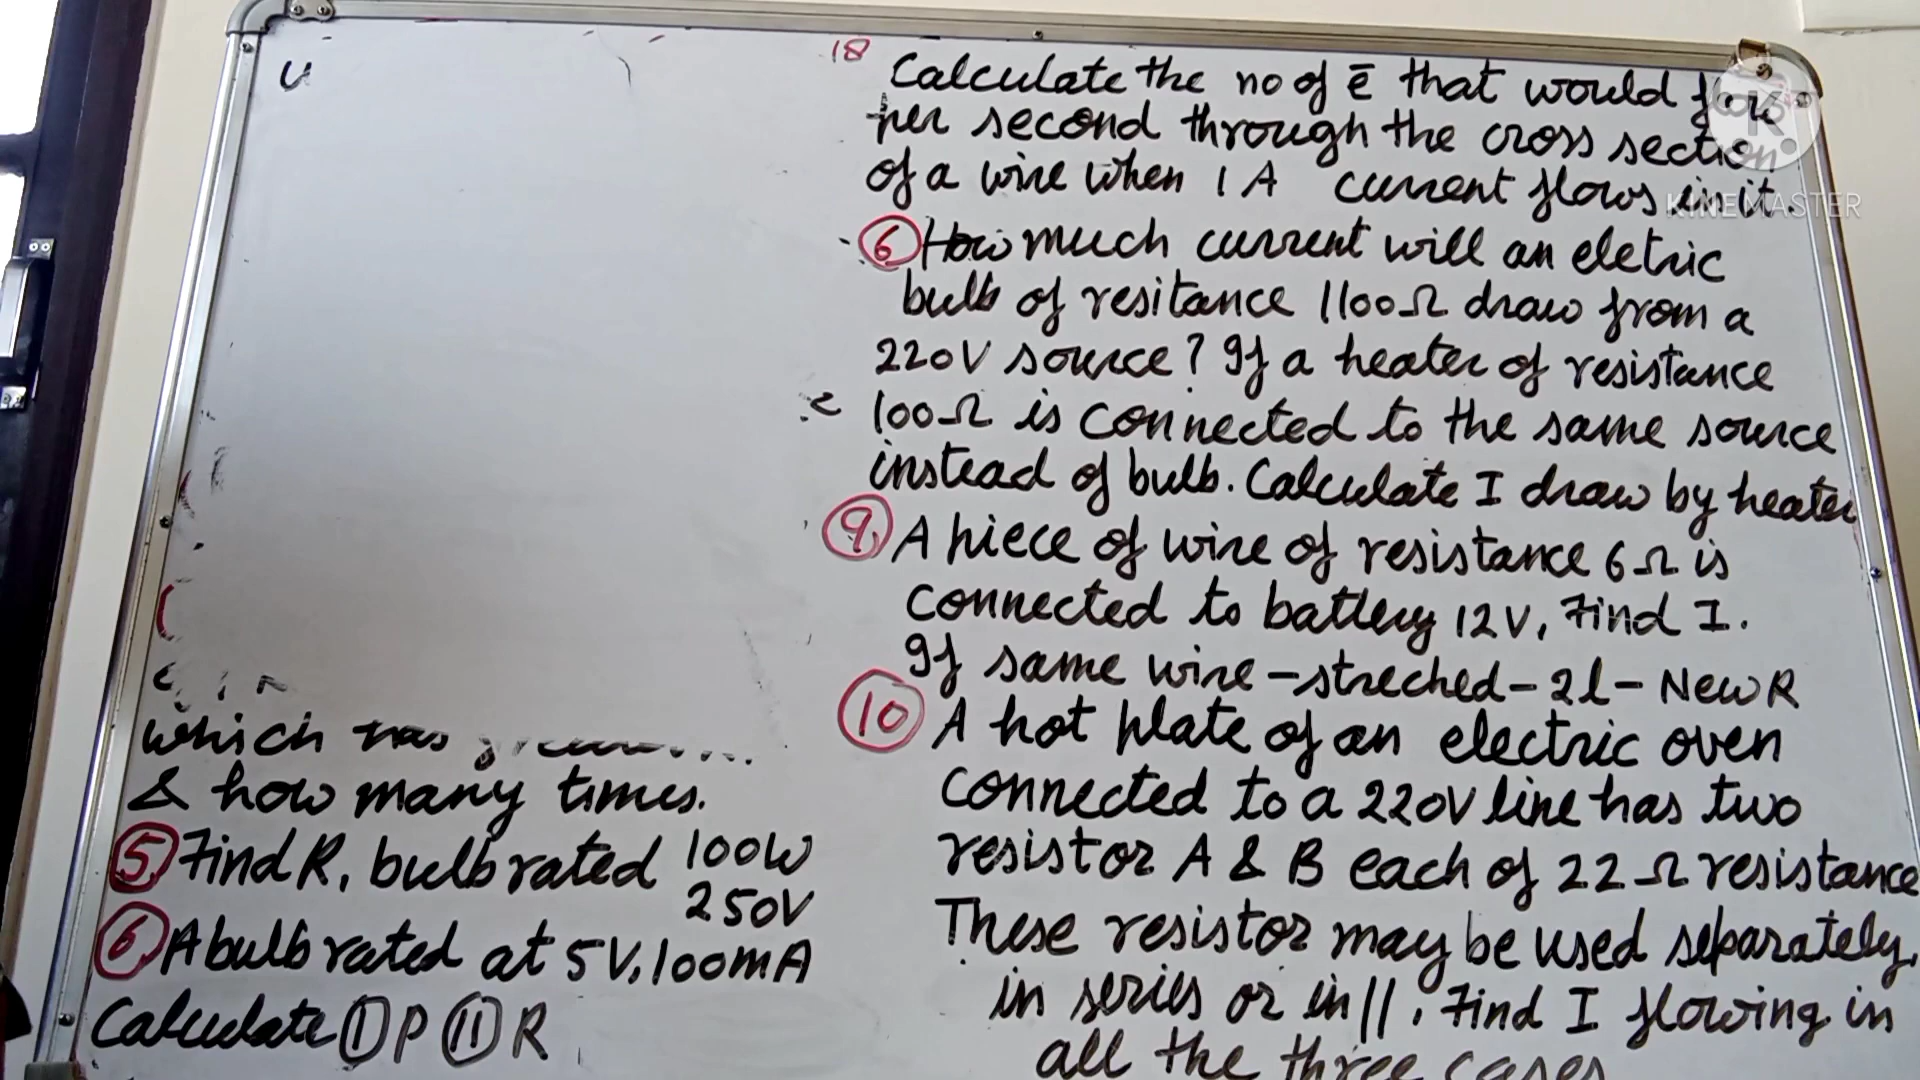 18 Calculate the no of ē that would flow
per second through the cross section
of a wire when 1 A current flows in it.
KINEMASTER
⑥ How much current will an eletric
bulb of resitance 1100Ω draw from a
220V source? If a heater of resistance
100Ω is connected to the same source
instead of bulb. Calculate I draw by heater
⑨ A piece of wire of resistance 6Ω is
connected to battery 12V, Find I.
If same wire - streched - 2l - New R
⑩ A hot plate of an electric oven
connected to a 220V line has two
resistor A & B each of 22Ω resistance
These resistor may be used separately,
in series or in ||, Find I flowing in
all the three cases
which has
& how many times.
⑤ Find R, bulb rated 100W
250V
⑥ A bulb rated at 5V, 100mA
Calculate Ⓘ P Ⓘ R